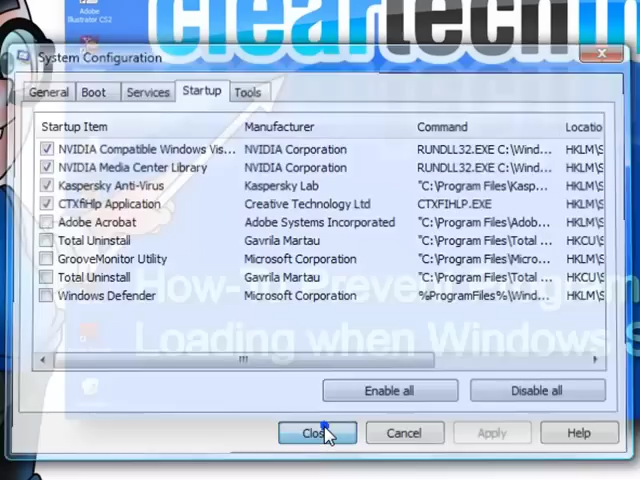 Adobe
Illustrator CS2
cleartech
System Configuration
General Boot Services Startup Tools
Startup Item Manufacturer Command Locatio
NVIDIA Compatible Windows Vis... NVIDIA Corporation RUNDLL32.EXE C:\Wind... HKLM\S
NVIDIA Media Center Library NVIDIA Corporation RUNDLL32.EXE C:\Wind... HKLM\S
Kaspersky Anti-Virus Kaspersky Lab "C:\Program Files\Kasp... HKLM\S
CTXfiHlp Application Creative Technology Ltd CTXFIHLP.EXE HKLM\S
Adobe Acrobat Adobe Systems Incorporated "C:\Program Files\Adob... HKLM\S
Total Uninstall Gavrila Martau "C:\Program Files\Total ... HKCU\S
GrooveMonitor Utility Microsoft Corporation "C:\Program Files\Micro... HKLM\S
Total Uninstall Gavrila Martau "C:\Program Files\Total ... HKCU\S
Windows Defender Microsoft Corporation %ProgramFiles%\Wind... HKLM\S
How-To Prevent Program
Loading when Windows S
Enable all Disable all
Clos Cancel Apply Help